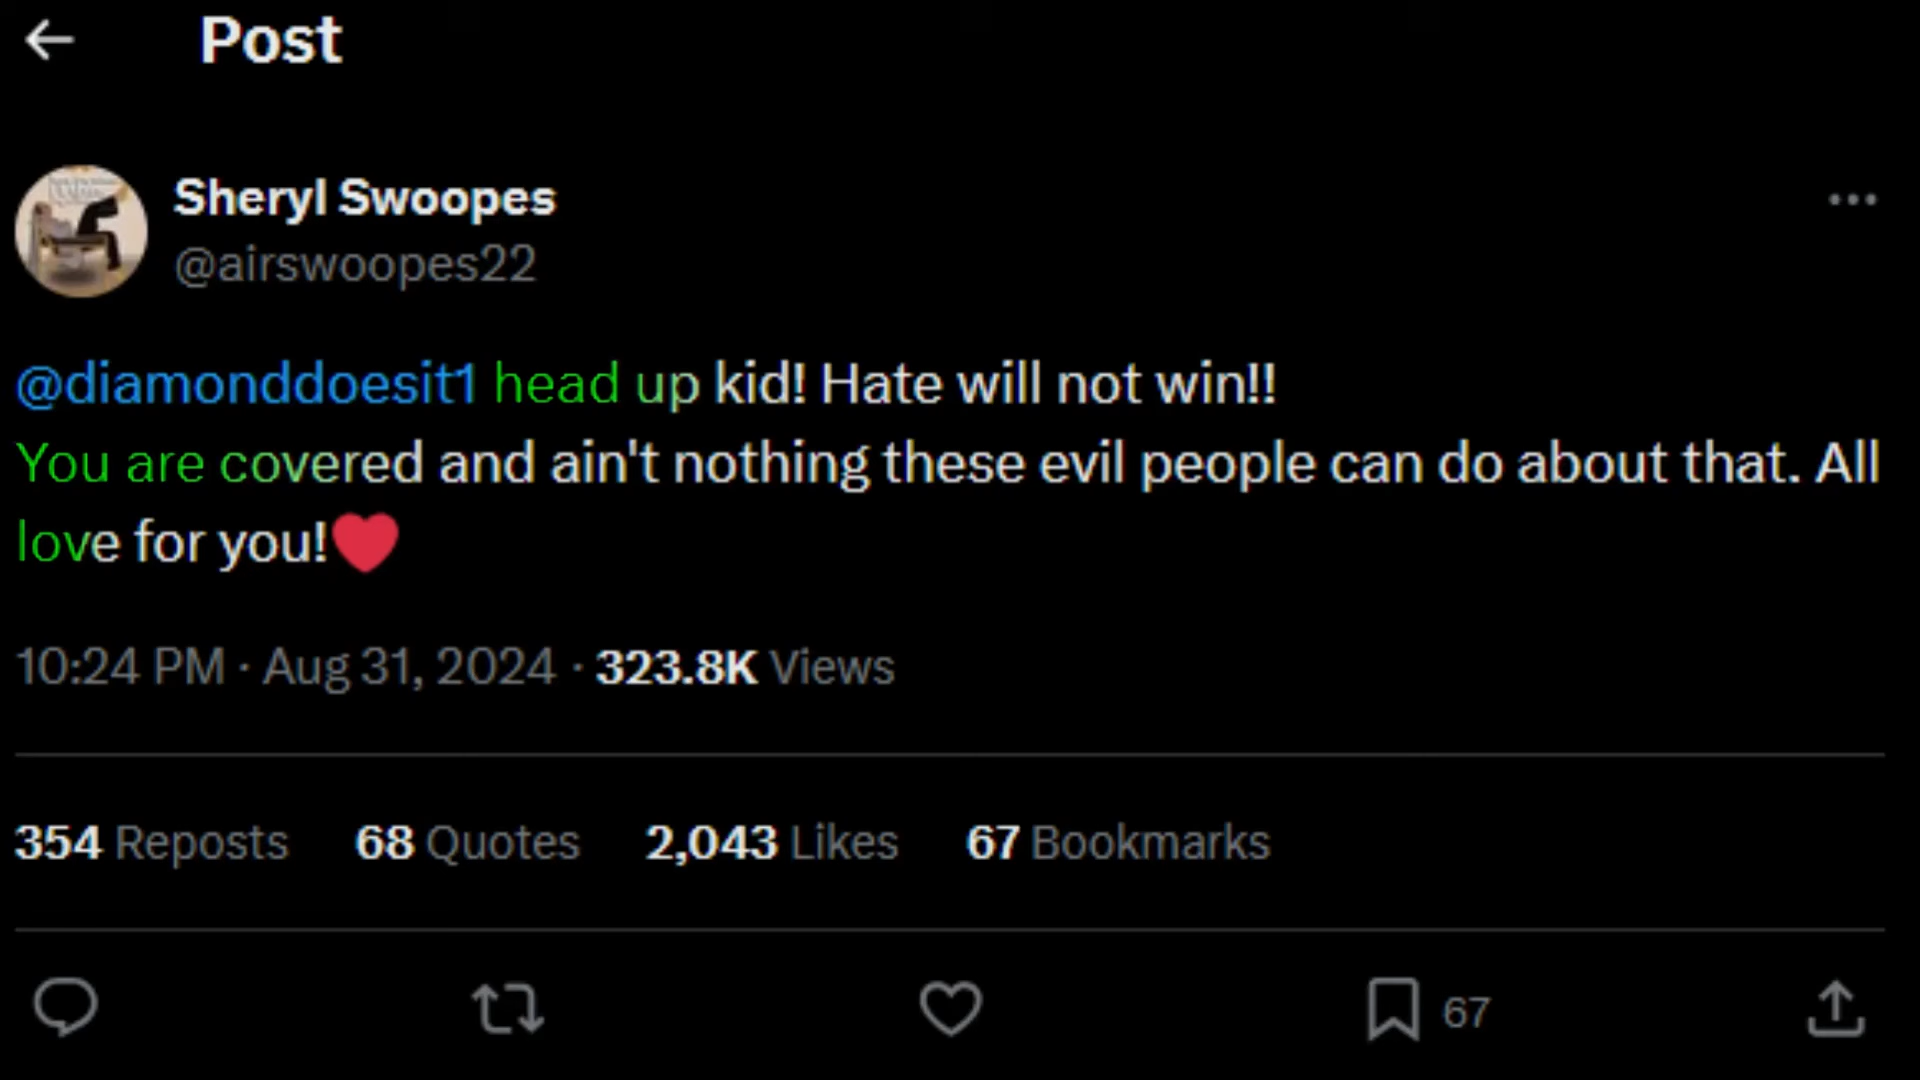 Post
Sheryl Swoopes
@airswoopes22
@diamonddoesit1 head up kid! Hate will not win!!
You are covered and ain't nothing these evil people can do about that. All
love for you!❤️
10:24 PM · Aug 31, 2024 · 323.8K Views
354 Reposts 68 Quotes 2,043 Likes 67 Bookmarks
67